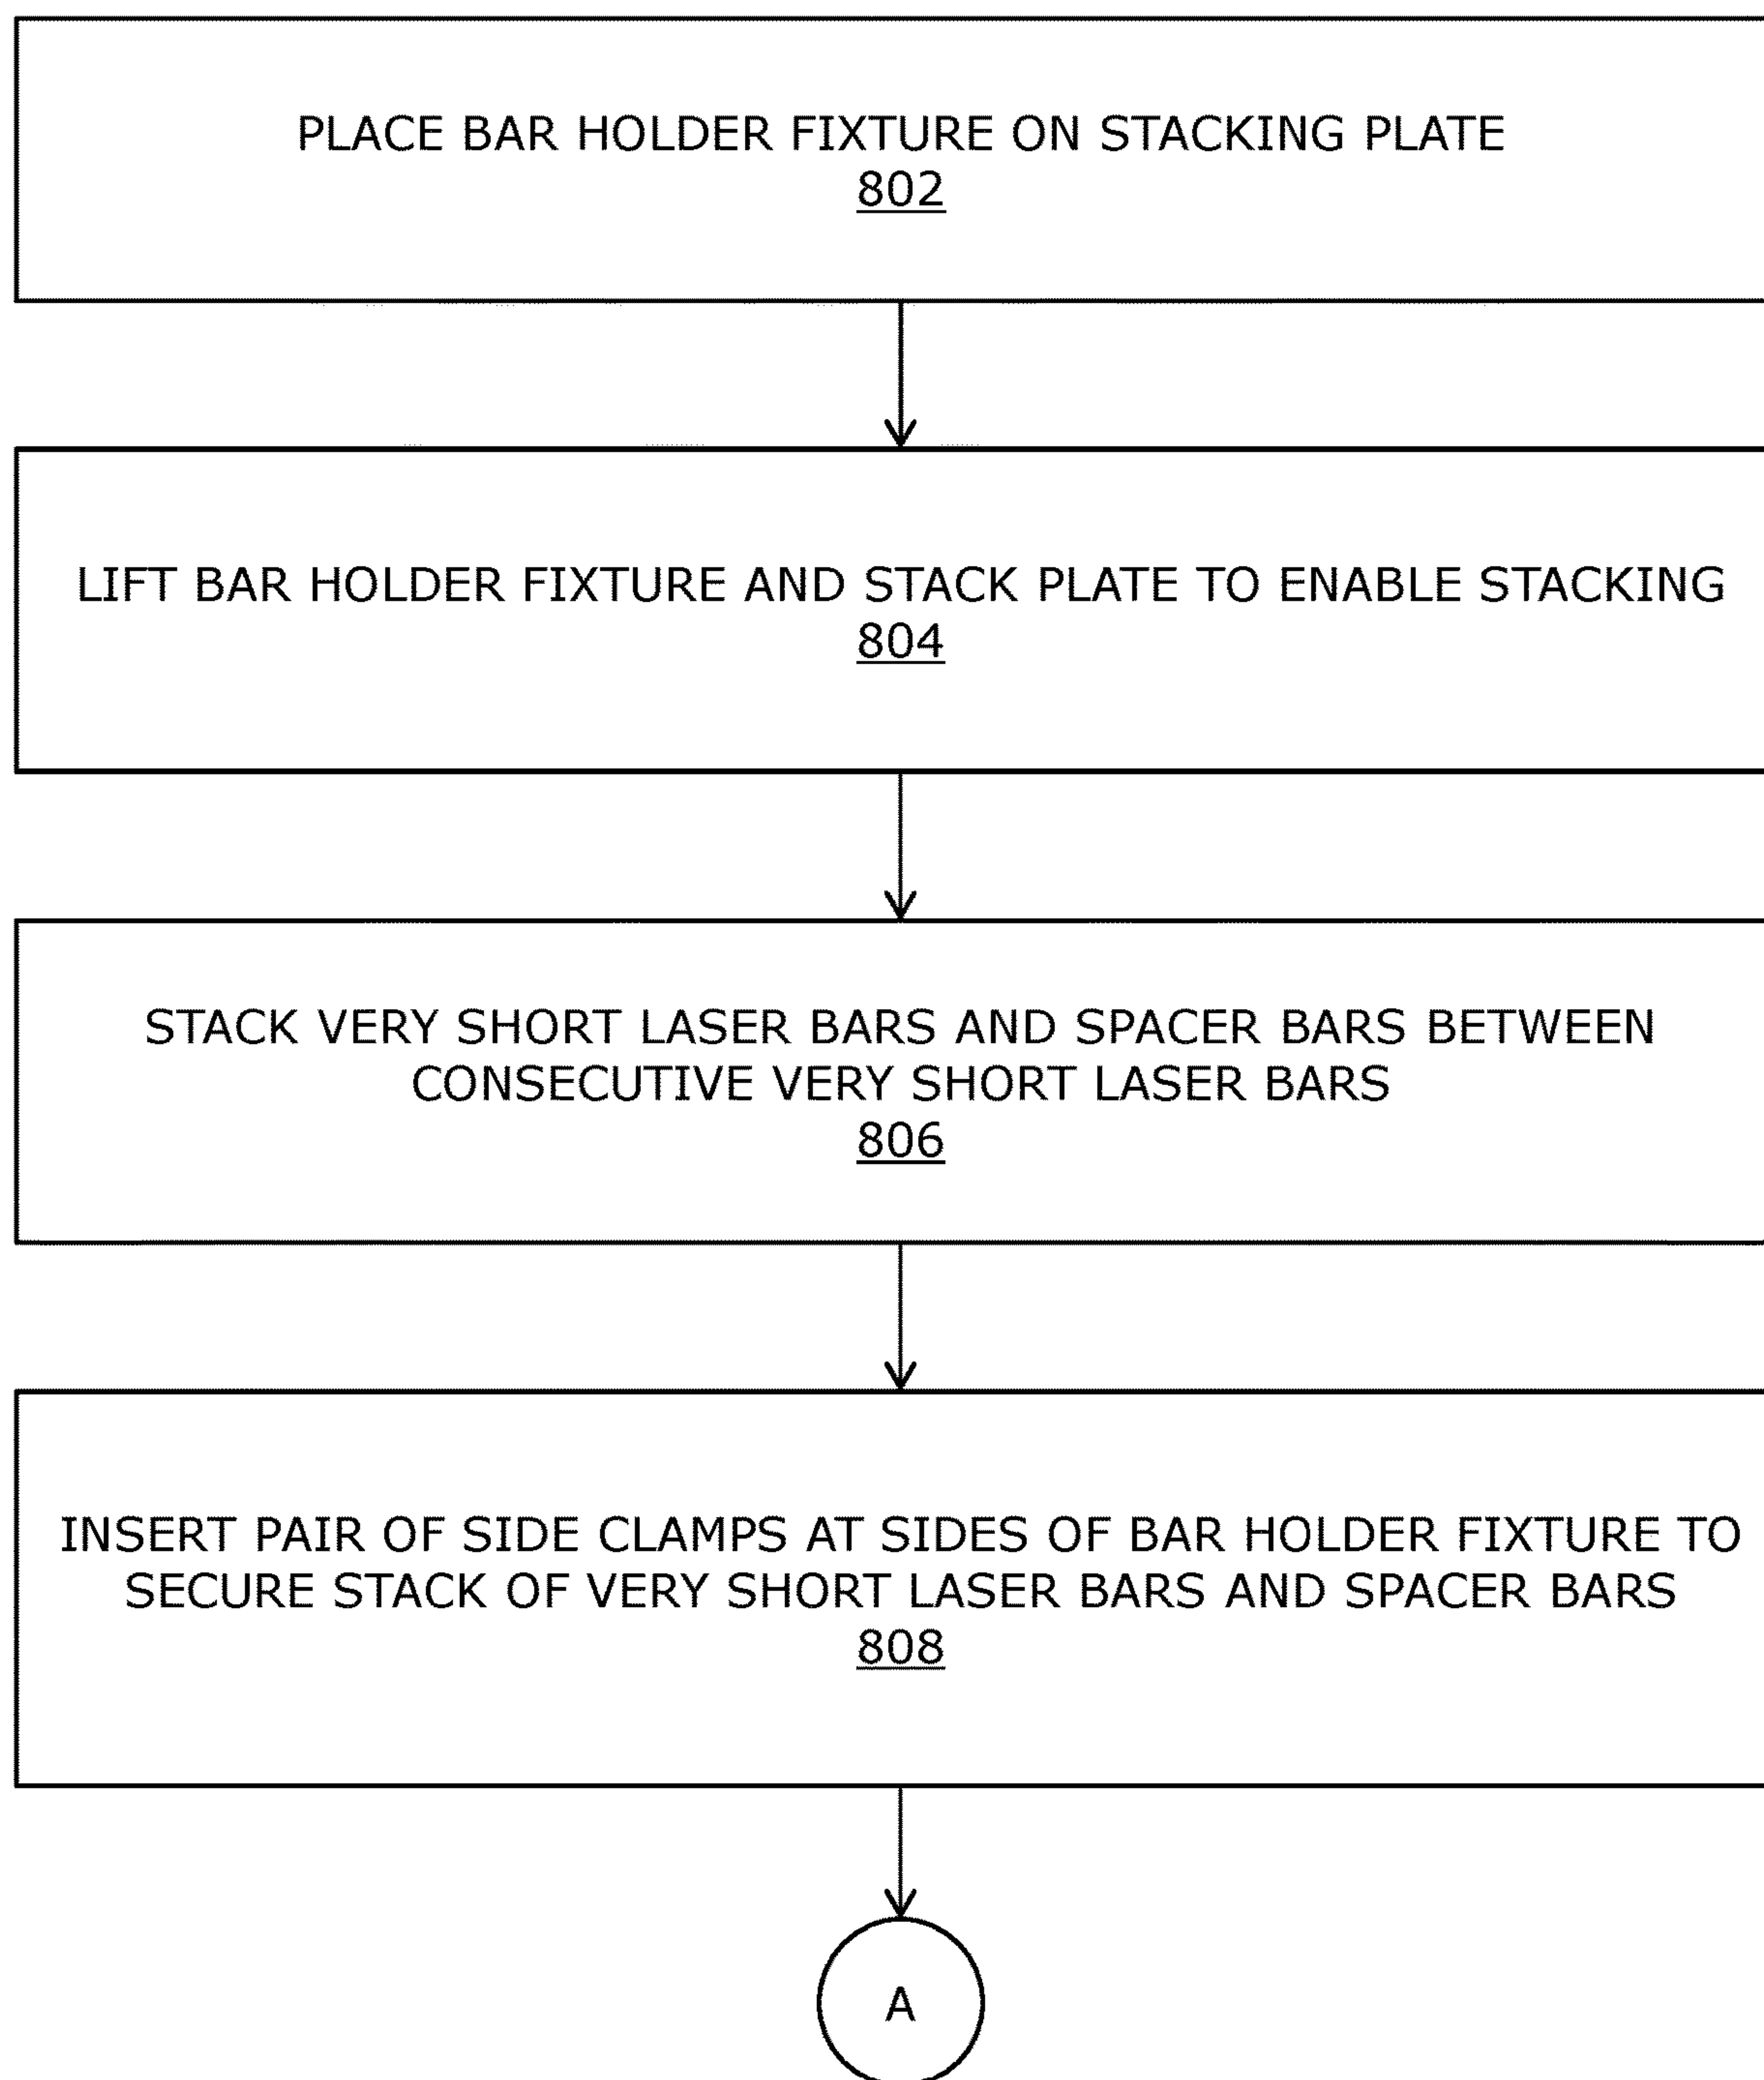 PLACE BAR HOLDER FIXTURE ON STACKING PLATE
802
LIFT BAR HOLDER FIXTURE AND STACK PLATE TO ENABLE STACKING
804
STACK VERY SHORT LASER BARS AND SPACER BARS BETWEEN
CONSECUTIVE VERY SHORT LASER BARS
806
INSERT PAIR OF SIDE CLAMPS AT SIDES OF BAR HOLDER FIXTURE TO
SECURE STACK OF VERY SHORT LASER BARS AND SPACER BARS
808
A